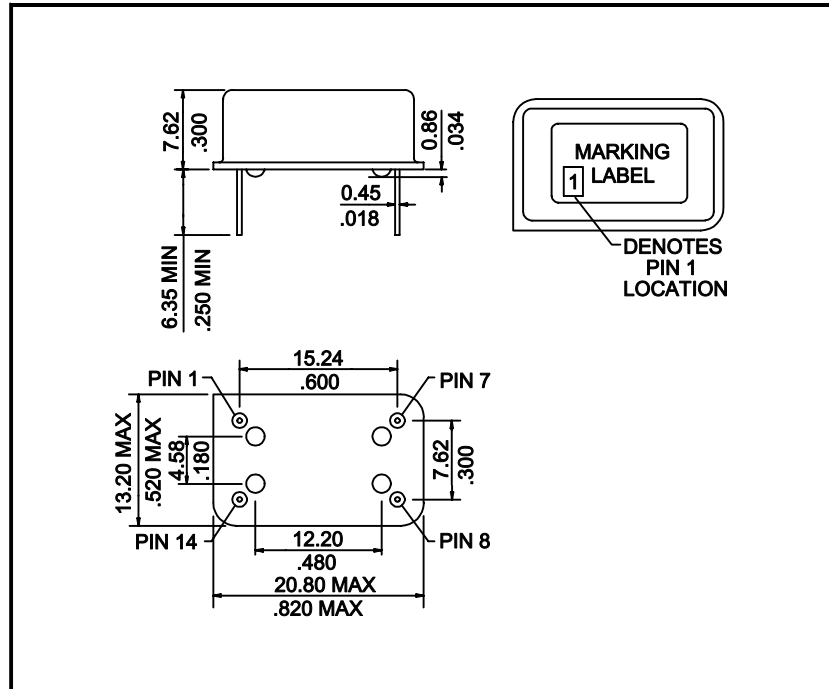 7.62
.300
0.86
.034
0.45
.018
6.35 MIN
.250 MIN
MARKING
LABEL
1
DENOTES
PIN 1
LOCATION
15.24
.600
PIN 1
PIN 7
13.20 MAX
.520 MAX
4.58
.180
7.62
.300
PIN 14
PIN 8
12.20
.480
20.80 MAX
.820 MAX